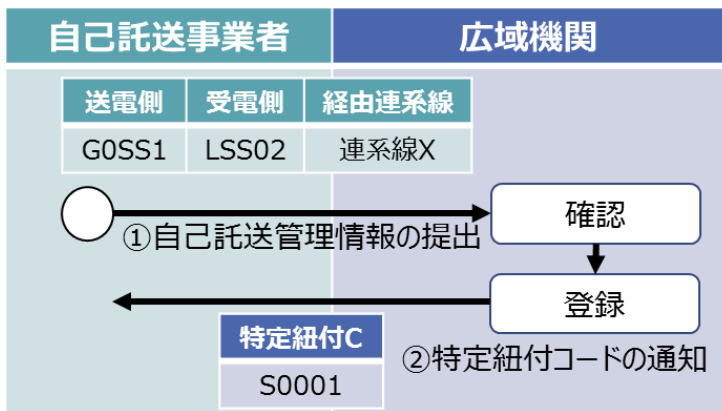 自己託送事業者 広域機関
送電側 受電側 経由連系線
G0SS1 LSS02 連系線X
確認
①自己託送管理情報の提出
登録
特定紐付C
②特定紐付コードの通知
S0001